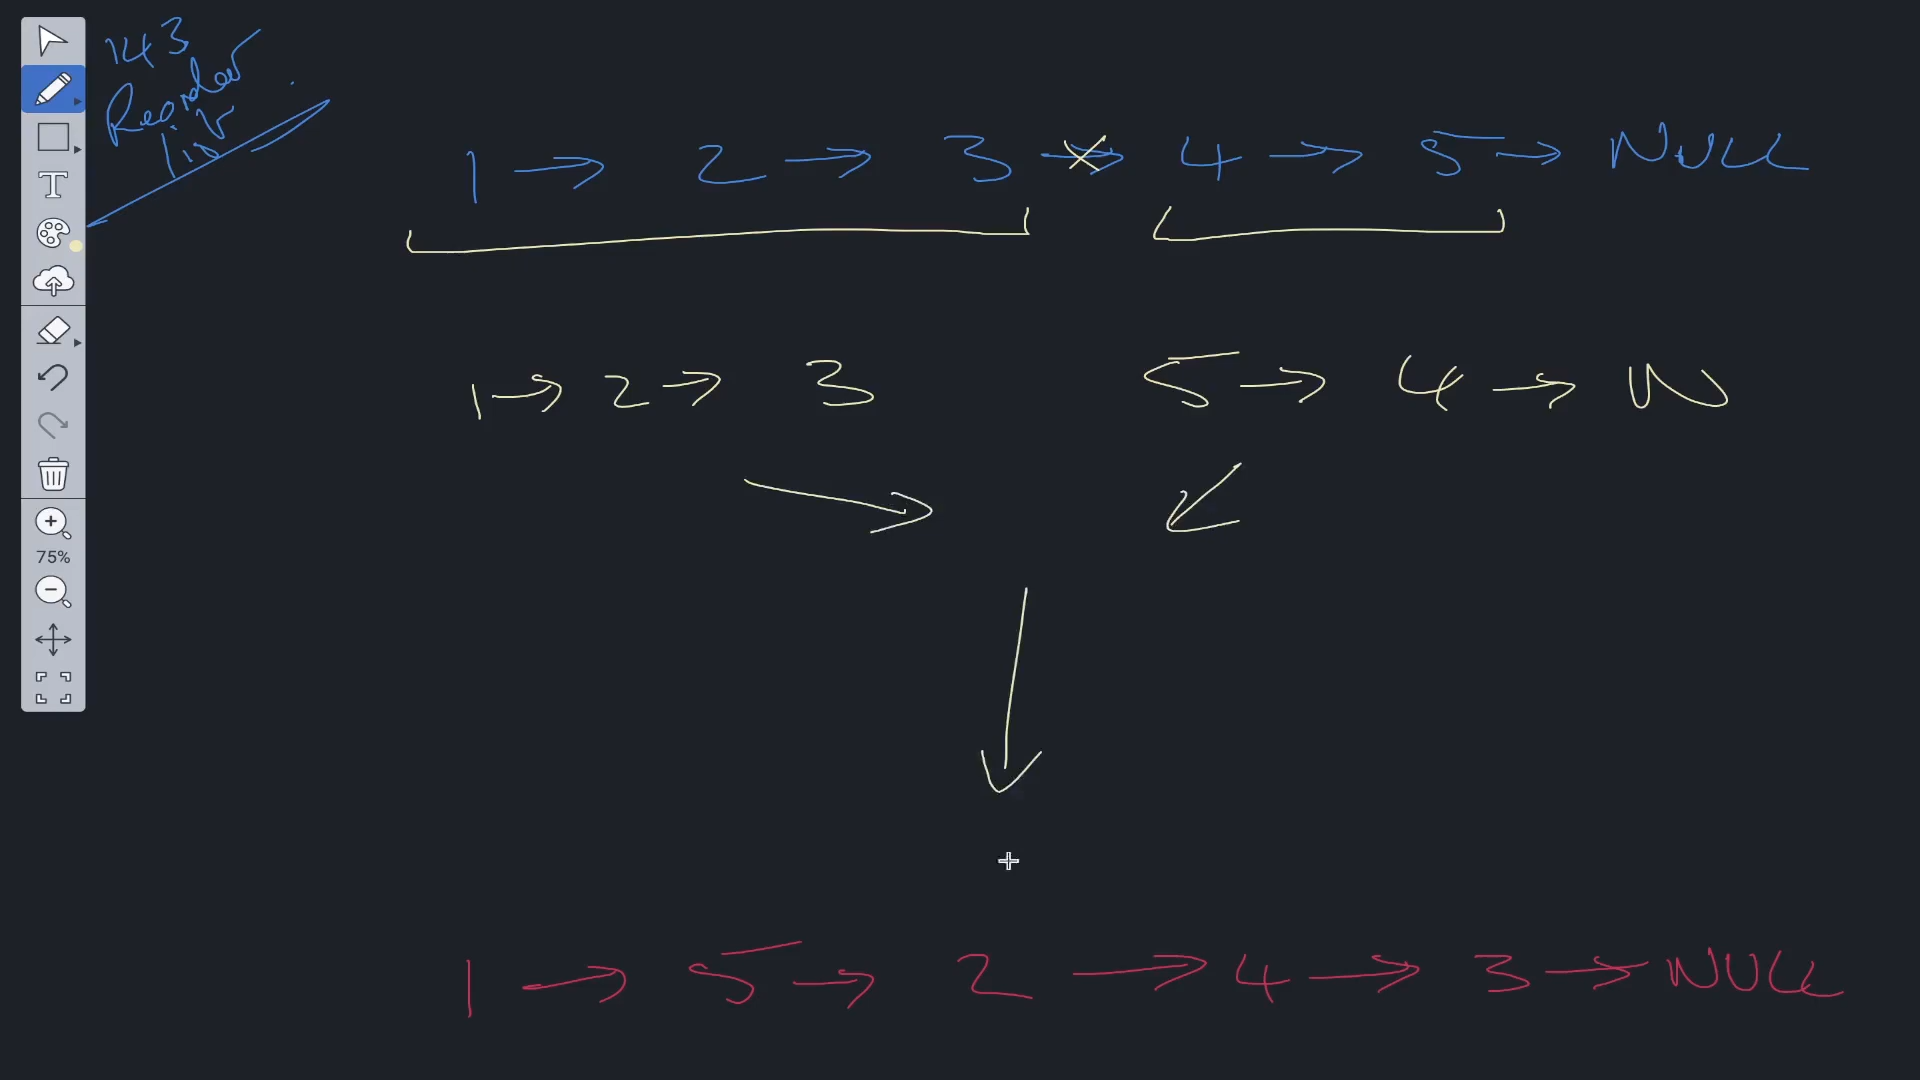 143
Reorder
list
1 → 2 → 3 → 4 → 5 → NULL
1 → 2 → 3 5 → 4 → N
75%
1 → 5 → 2 → 4 → 3 → NULL